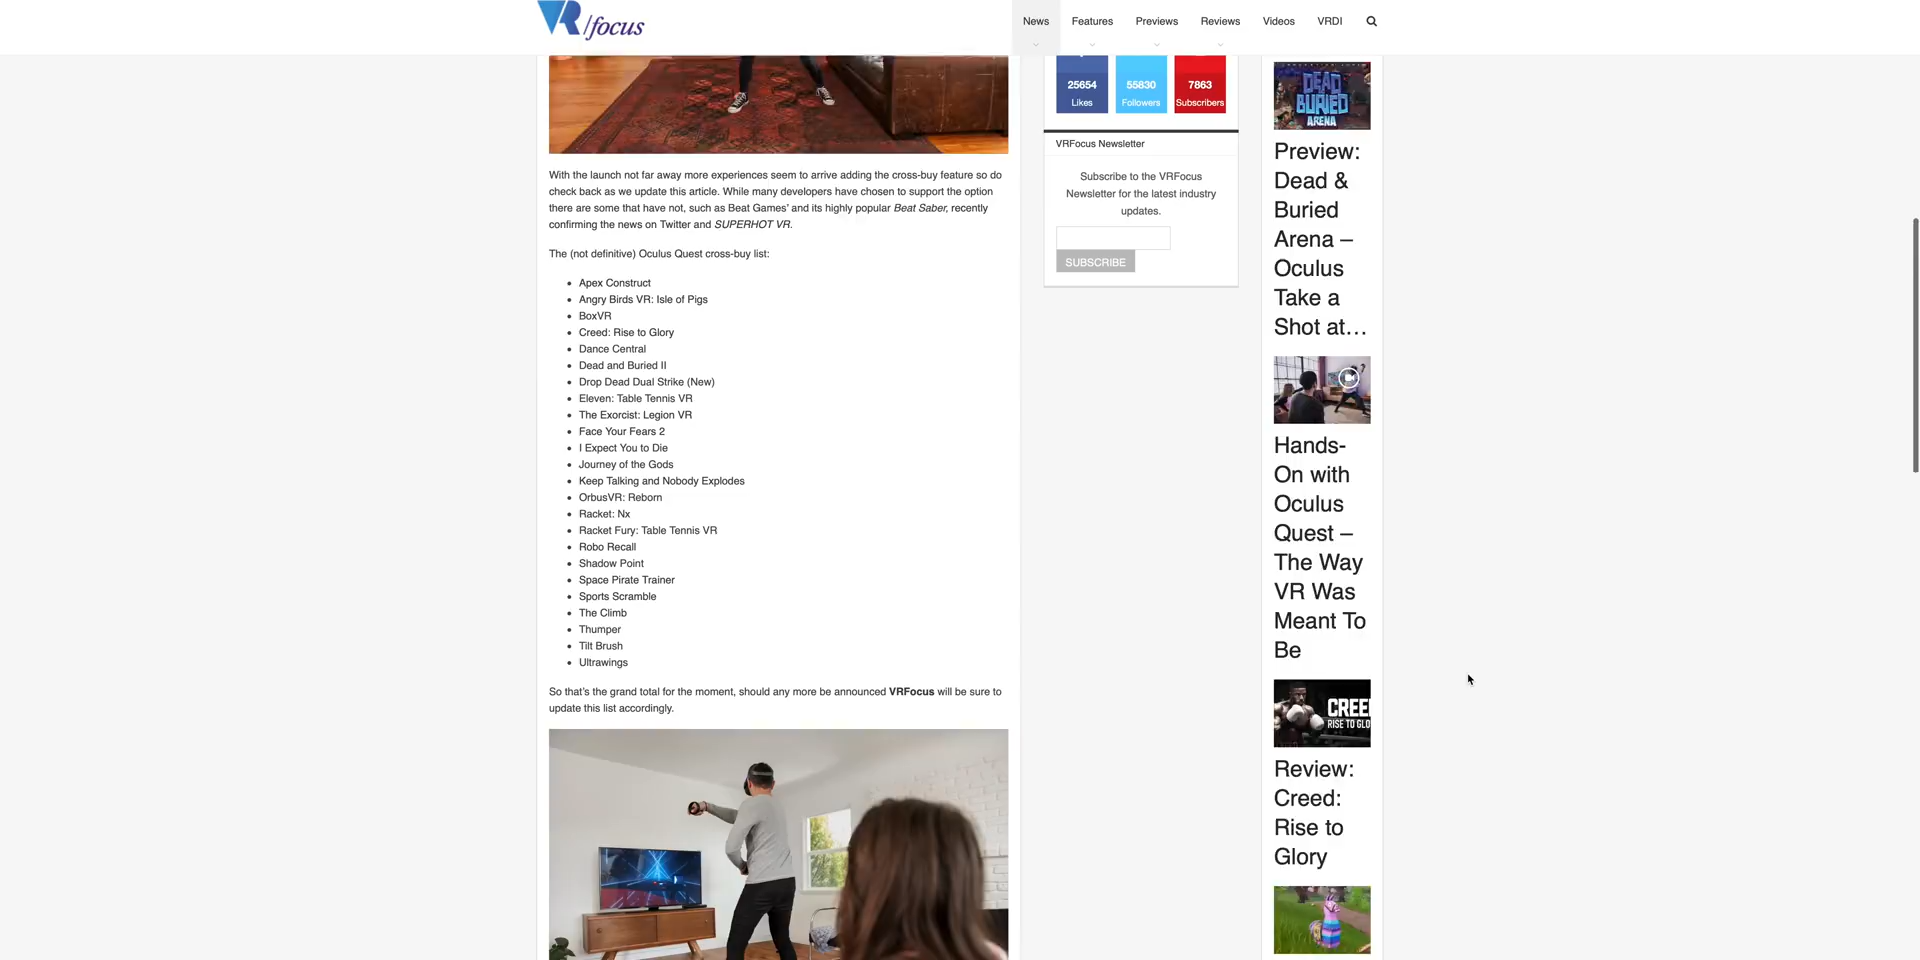 VR/focus
News
Features
Previews
Reviews
Videos
VRDI
25654
Likes
55830
Followers
7863
Subscribers
With the launch not far away more experiences seem to arrive adding the cross-buy feature so do
check back as we update this article. While many developers have chosen to support the option
there are some that have not, such as Beat Games' and its highly popular Beat Saber, recently
confirming the news on Twitter and SUPERHOT VR.
The (not definitive) Oculus Quest cross-buy list:
• Apex Construct
• Angry Birds VR: Isle of Pigs
• BoxVR
• Creed: Rise to Glory
• Dance Central
• Dead and Buried II
• Drop Dead Dual Strike (New)
• Eleven: Table Tennis VR
• The Exorcist: Legion VR
• Face Your Fears 2
• I Expect You to Die
• Journey of the Gods
• Keep Talking and Nobody Explodes
• OrbusVR: Reborn
• Racket: Nx
• Racket Fury: Table Tennis VR
• Robo Recall
• Shadow Point
• Space Pirate Trainer
• Sports Scramble
• The Climb
• Thumper
• Tilt Brush
• Ultrawings
So that's the grand total for the moment, should any more be announced VRFocus will be sure to
update this list accordingly.
VRFocus Newsletter
Subscribe to the VRFocus
Newsletter for the latest industry
updates.
SUBSCRIBE
DEAD
BURIED
ARENA
Preview:
Dead &
Buried
Arena –
Oculus
Take a
Shot at…
Hands-
On with
Oculus
Quest –
The Way
VR Was
Meant To
Be
CREE
RISE TO GLO
Review:
Creed:
Rise to
Glory